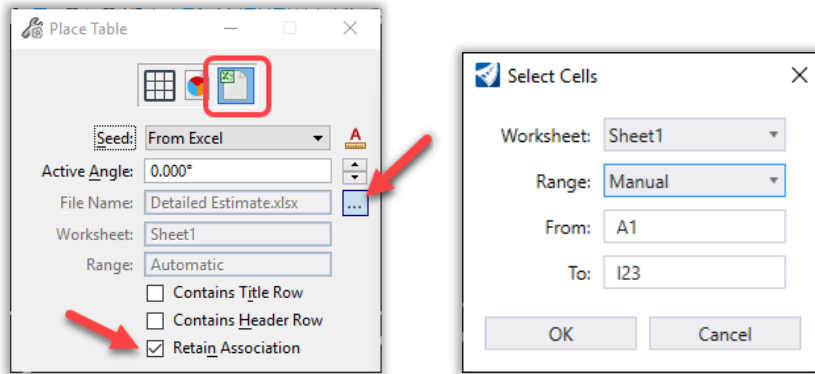 Place Table
Seed: From Excel
A
Active Angle: 0.000°
File Name: Detailed Estimate.xlsx ...
Worksheet: Sheet1
Range: Automatic
Contains Title Row
Contains Header Row
Retain Association
Select Cells
Worksheet: Sheet1
Range: Manual
From: A1
To: I23
OK Cancel